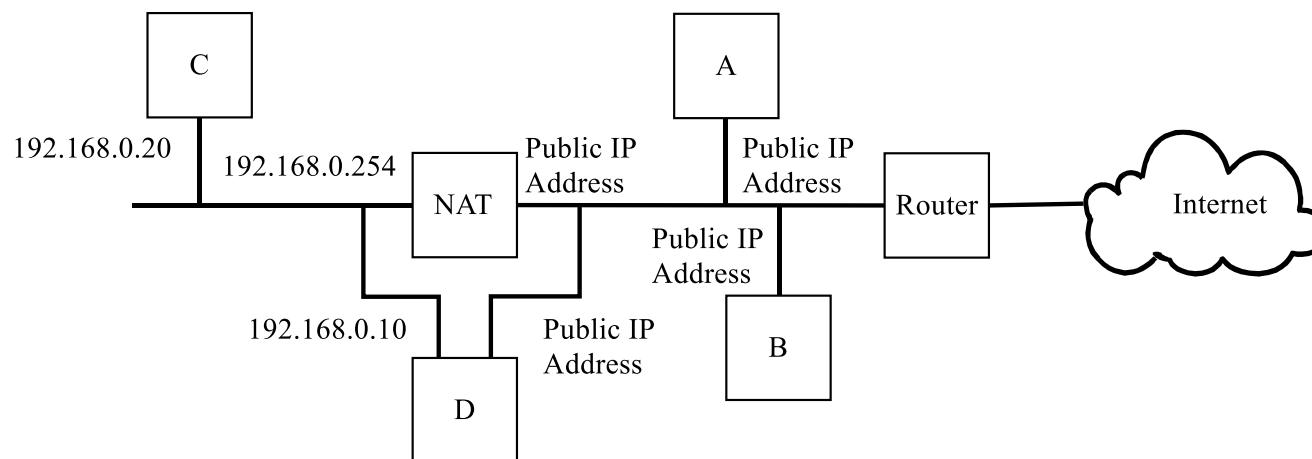 C
A
192.168.0.20
192.168.0.254
Public IP
Address
Public IP
Address
NAT
Router
Internet
Public IP
Address
192.168.0.10
Public IP
Address
B
D